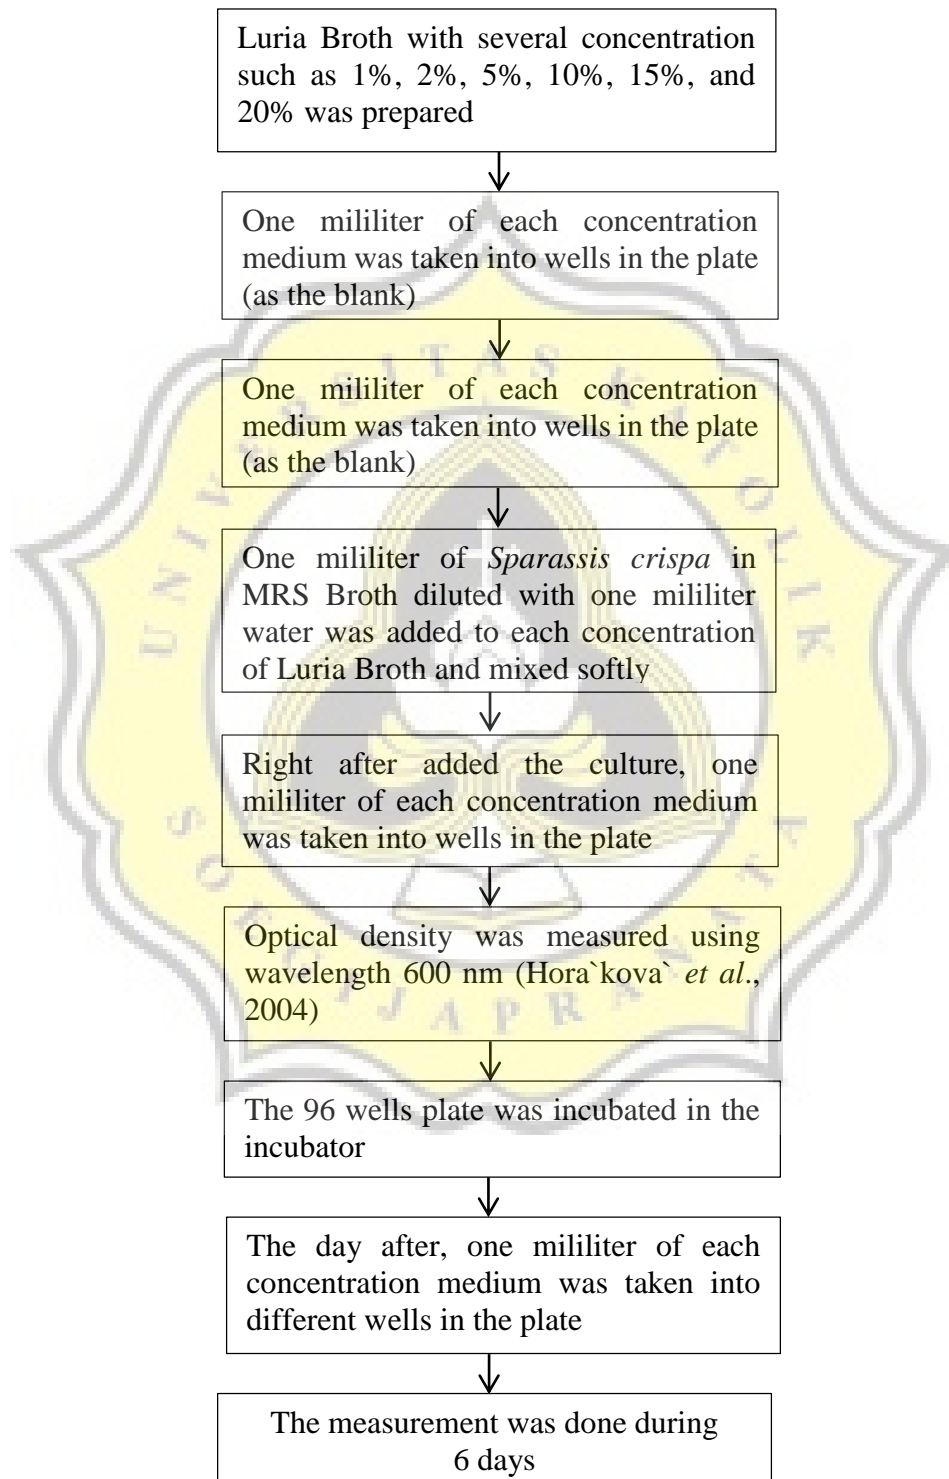 Luria Broth with several concentration
such as 1%, 2%, 5%, 10%, 15%, and
20% was prepared
One mililiter of each concentration
medium was taken into wells in the plate
(as the blank)
One mililiter of each concentration
medium was taken into wells in the plate
(as the blank)
One mililiter of Sparassis crispa in
MRS Broth diluted with one mililiter
water was added to each concentration
of Luria Broth and mixed softly
Right after added the culture, one
mililiter of each concentration medium
was taken into wells in the plate
Optical density was measured using
wavelength 600 nm (Hora`kova` et al.,
2004)
The 96 wells plate was incubated in the
incubator
The day after, one mililiter of each
concentration medium was taken into
different wells in the plate
The measurement was done during
6 days
UNIVERSITAS KATOLIK
SOEGIJAPRANATA